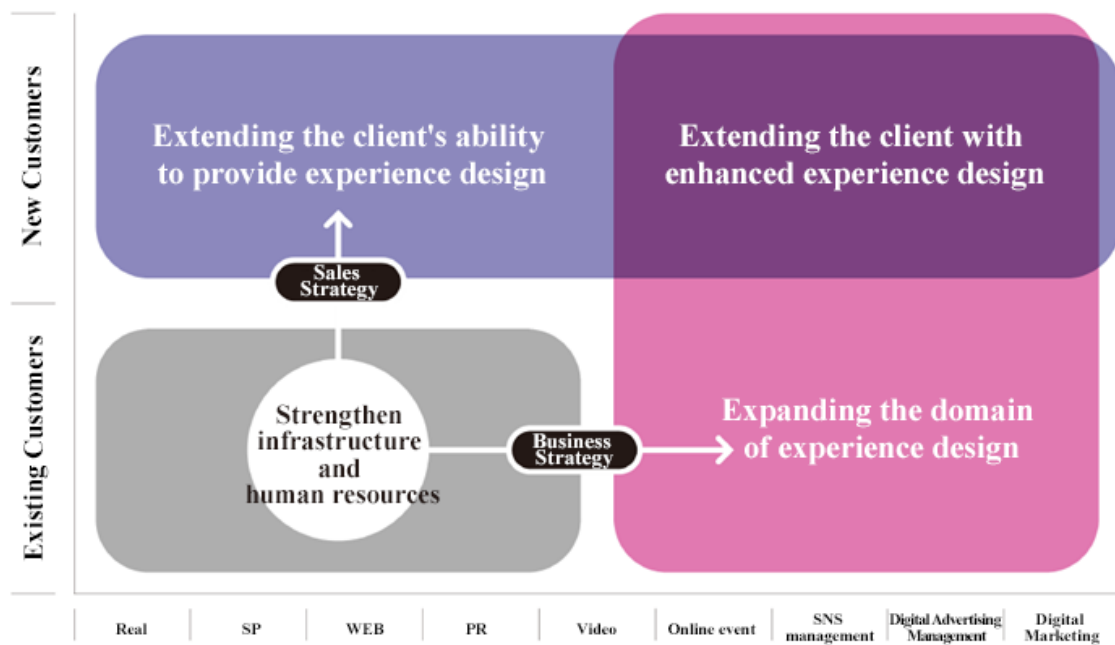 New Customers
Extending the client's ability
to provide experience design
Extending the client with
enhanced experience design
Sales
Strategy
Existing Customers
Strengthen
infrastructure
and
human resources
Business
Strategy
Expanding the domain
of experience design
Real
SP
WEB
PR
Video
Online event
SNS
management
Digital Advertising
Management
Digital
Marketing